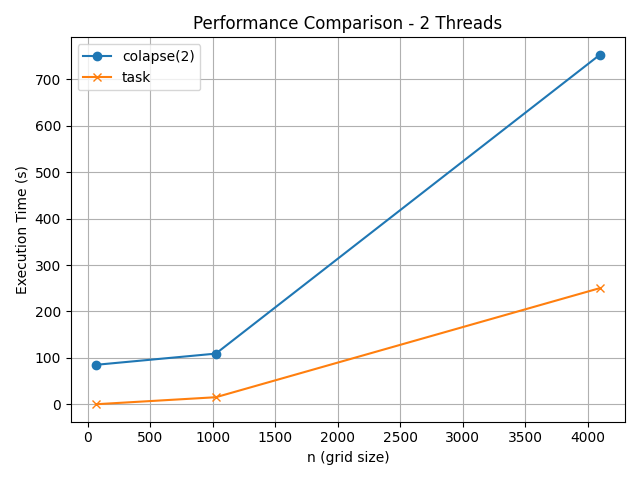 Performance Comparison - 2 Threads
colapse(2)
task
Execution Time (s)
700
600
500
400
300
200
100
0
0 500 1000 1500 2000 2500 3000 3500 4000
n (grid size)